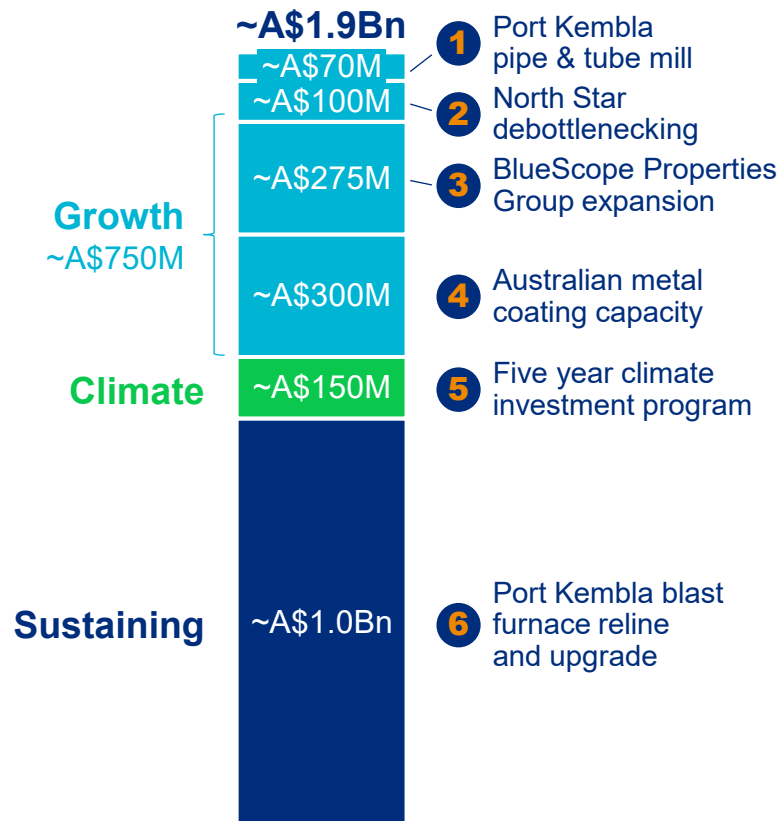 ~A$1.9Bn
~A$70M
1
Port Kembla
pipe & tube mill
~A$100M
2
North Star
debottlenecking
Growth
~A$750M
~A$275M
3
BlueScope Properties
Group expansion
~A$300M
4
Australian metal
coating capacity
Climate
~A$150M
5
Five year climate
investment program
Sustaining
~A$1.0Bn
6
Port Kembla blast
furnace reline
and upgrade